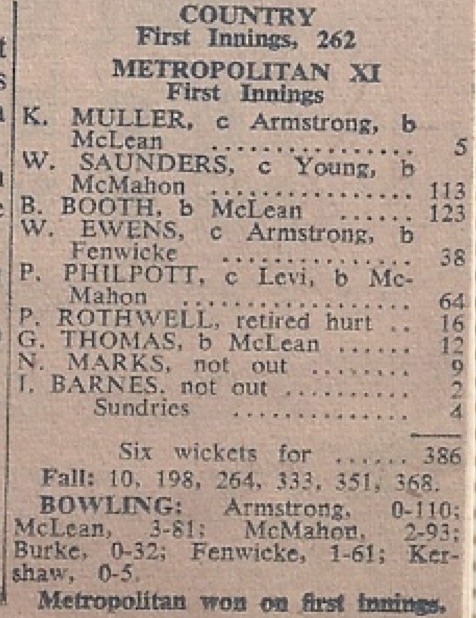 COUNTRY
First Innings, 262
METROPOLITAN XI
First Innings
K. MULLER, c Armstrong, b
McLean ................ 5
W. SAUNDERS, c Young, b
McMahon ................ 113
B. BOOTH, b McLean ...... 123
W. EWENS, c Armstrong, b
Fenwicke ................ 38
P. PHILPOTT, c Levi, b Mc-
Mahon ................ 64
P. ROTHWELL, retired hurt .. 16
G. THOMAS, b McLean ...... 12
N. MARKS, not out ........ 9
J. BARNES, not out ........ 2
Sundries ............ 4
Six wickets for ...... 386
Fall: 10, 198, 264, 333, 351, 368.
BOWLING: Armstrong, 0-110;
McLean, 3-81; McMahon, 2-93;
Burke, 0-32; Fenwicke, 1-61; Ker-
shaw, 0-5.
Metropolitan won on first innings.